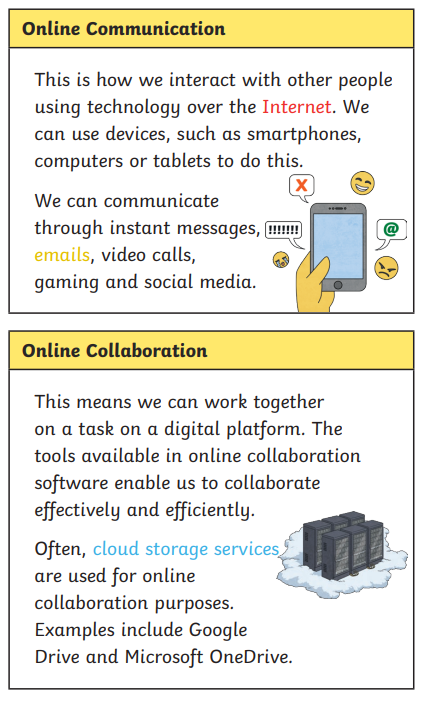 Online Communication
This is how we interact with other people
using technology over the Internet. We
can use devices, such as smartphones,
computers or tablets to do this.
We can communicate
through instant messages,
emails, video calls,
gaming and social media.
X
!!!!!!!
@
Online Collaboration
This means we can work together
on a task on a digital platform. The
tools available in online collaboration
software enable us to collaborate
effectively and efficiently.
Often, cloud storage services
are used for online
collaboration purposes.
Examples include Google
Drive and Microsoft OneDrive.